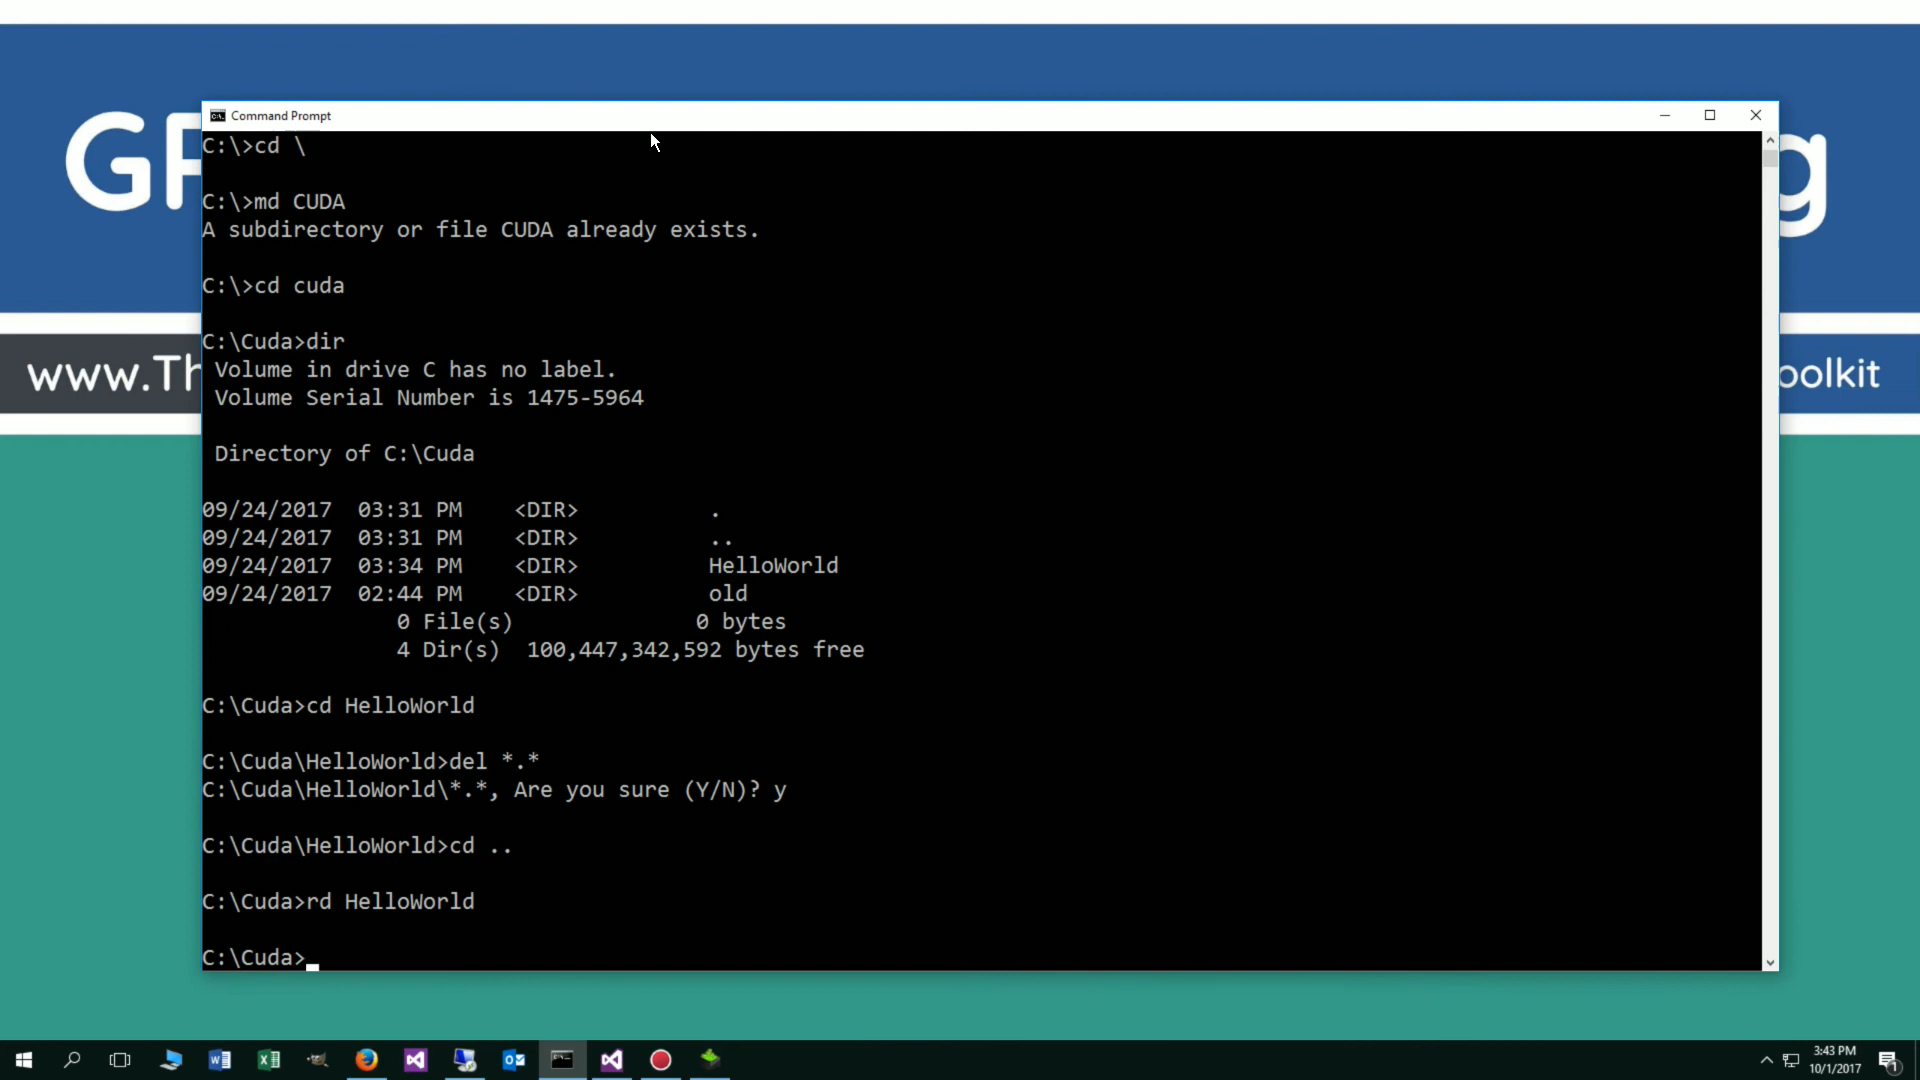 Command Prompt
C:\>cd \
C:\>md CUDA
A subdirectory or file CUDA already exists.
C:\>cd cuda
C:\Cuda>dir
Volume in drive C has no label.
Volume Serial Number is 1475-5964
Directory of C:\Cuda
09/24/2017 03:31 PM <DIR> .
09/24/2017 03:31 PM <DIR> ..
09/24/2017 03:34 PM <DIR> HelloWorld
09/24/2017 02:44 PM <DIR> old
0 File(s) 0 bytes
4 Dir(s) 100,447,342,592 bytes free
C:\Cuda>cd HelloWorld
C:\Cuda\HelloWorld>del *.*
C:\Cuda\HelloWorld\*.*, Are you sure (Y/N)? y
C:\Cuda\HelloWorld>cd ..
C:\Cuda>rd HelloWorld
C:\Cuda>
www.Th
oolkit
3:43 PM
10/1/2017
1